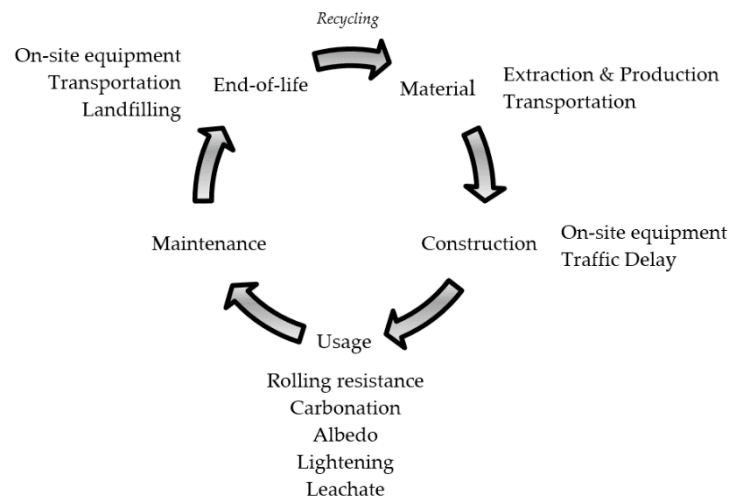 Recycling
On-site equipment
Transportation
Landfilling
End-of-life
Material
Extraction & Production
Transportation
Maintenance
Construction
On-site equipment
Traffic Delay
Usage
Rolling resistance
Carbonation
Albedo
Lightening
Leachate